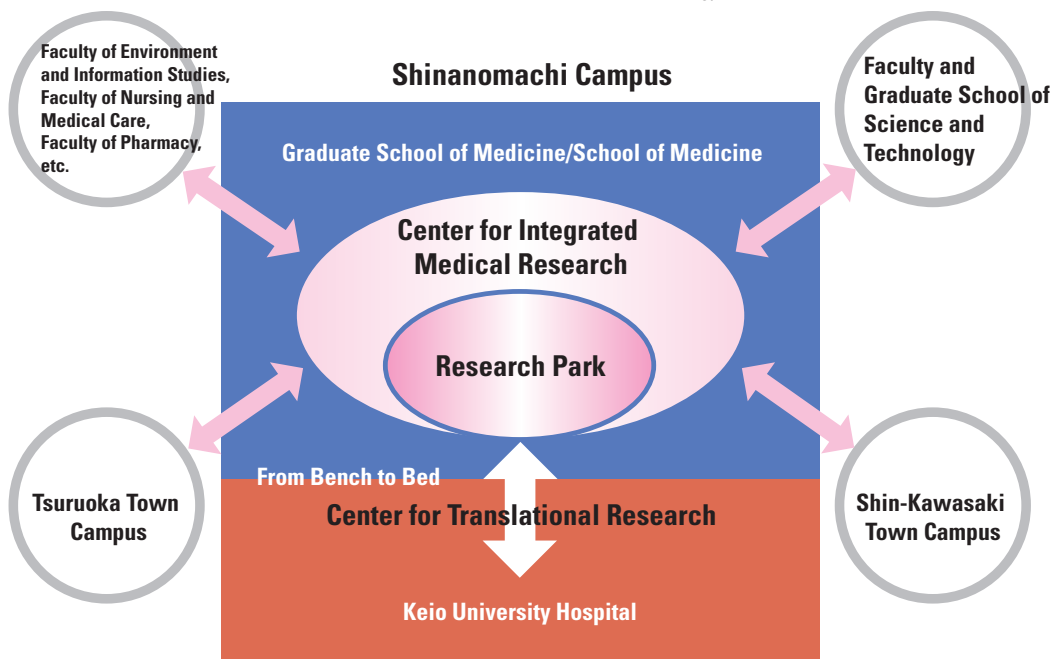 Faculty of Environment
and Information Studies,
Faculty of Nursing and
Medical Care,
Faculty of Pharmacy,
etc.
Shinanomachi Campus
Faculty and
Graduate School of
Science and
Technology
Graduate School of Medicine/School of Medicine
Center for Integrated
Medical Research
Research Park
From Bench to Bed
Tsuruoka Town
Campus
Center for Translational Research
Shin-Kawasaki
Town Campus
Keio University Hospital